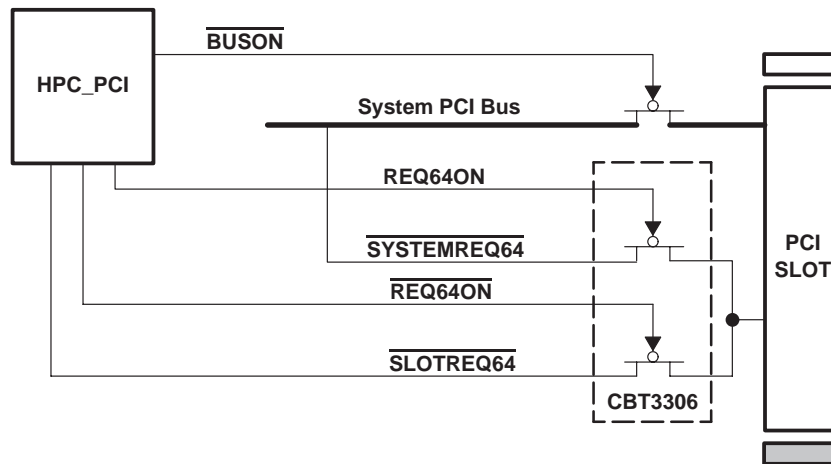 BUSON
HPC_PCI
System PCI Bus
REQ64ON
SYSTEMREQ64
REQ64ON
SLOTREQ64
CBT3306
PCI
SLOT